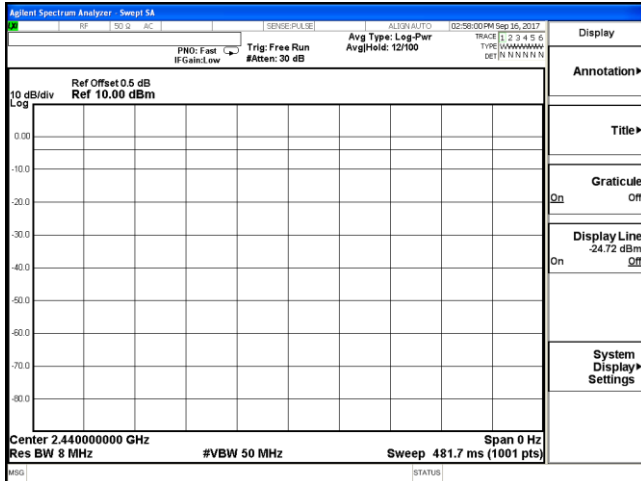 Agilent Spectrum Analyzer - Swept SA
RF 50 Ω AC SENSE:PULSE ALIGNAUTO 02:58:00 PM Sep 16, 2017
Display
Avg Type: Log-Pwr TRACE 1 2 3 4 5 6
PNO: Fast Trig: Free Run Avg|Hold: 12/100 TYPE
IFGain:Low #Atten: 30 dB DET N N N N N N
Annotation
Ref Offset 0.5 dB
10 dB/div Ref 10.00 dBm
Log
Title
0.00
-10.0
Graticule
On Off
-20.0
-30.0
Display Line
-24.72 dBm
On Off
-40.0
-50.0
-60.0
System
Display
Settings
-70.0
-80.0
Center 2.440000000 GHz Span 0 Hz
Res BW 8 MHz #VBW 50 MHz Sweep 481.7 ms (1001 pts)
MSG STATUS